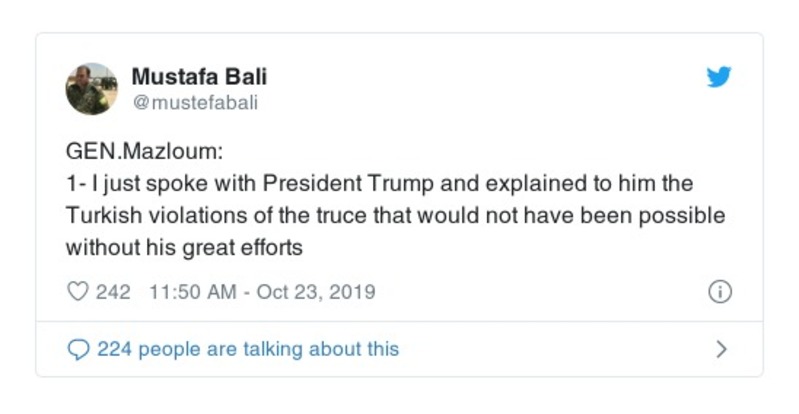 Mustafa Bali
@mustefabali
GEN.Mazloum:
1- I just spoke with President Trump and explained to him the
Turkish violations of the truce that would not have been possible
without his great efforts
242 11:50 AM - Oct 23, 2019
224 people are talking about this